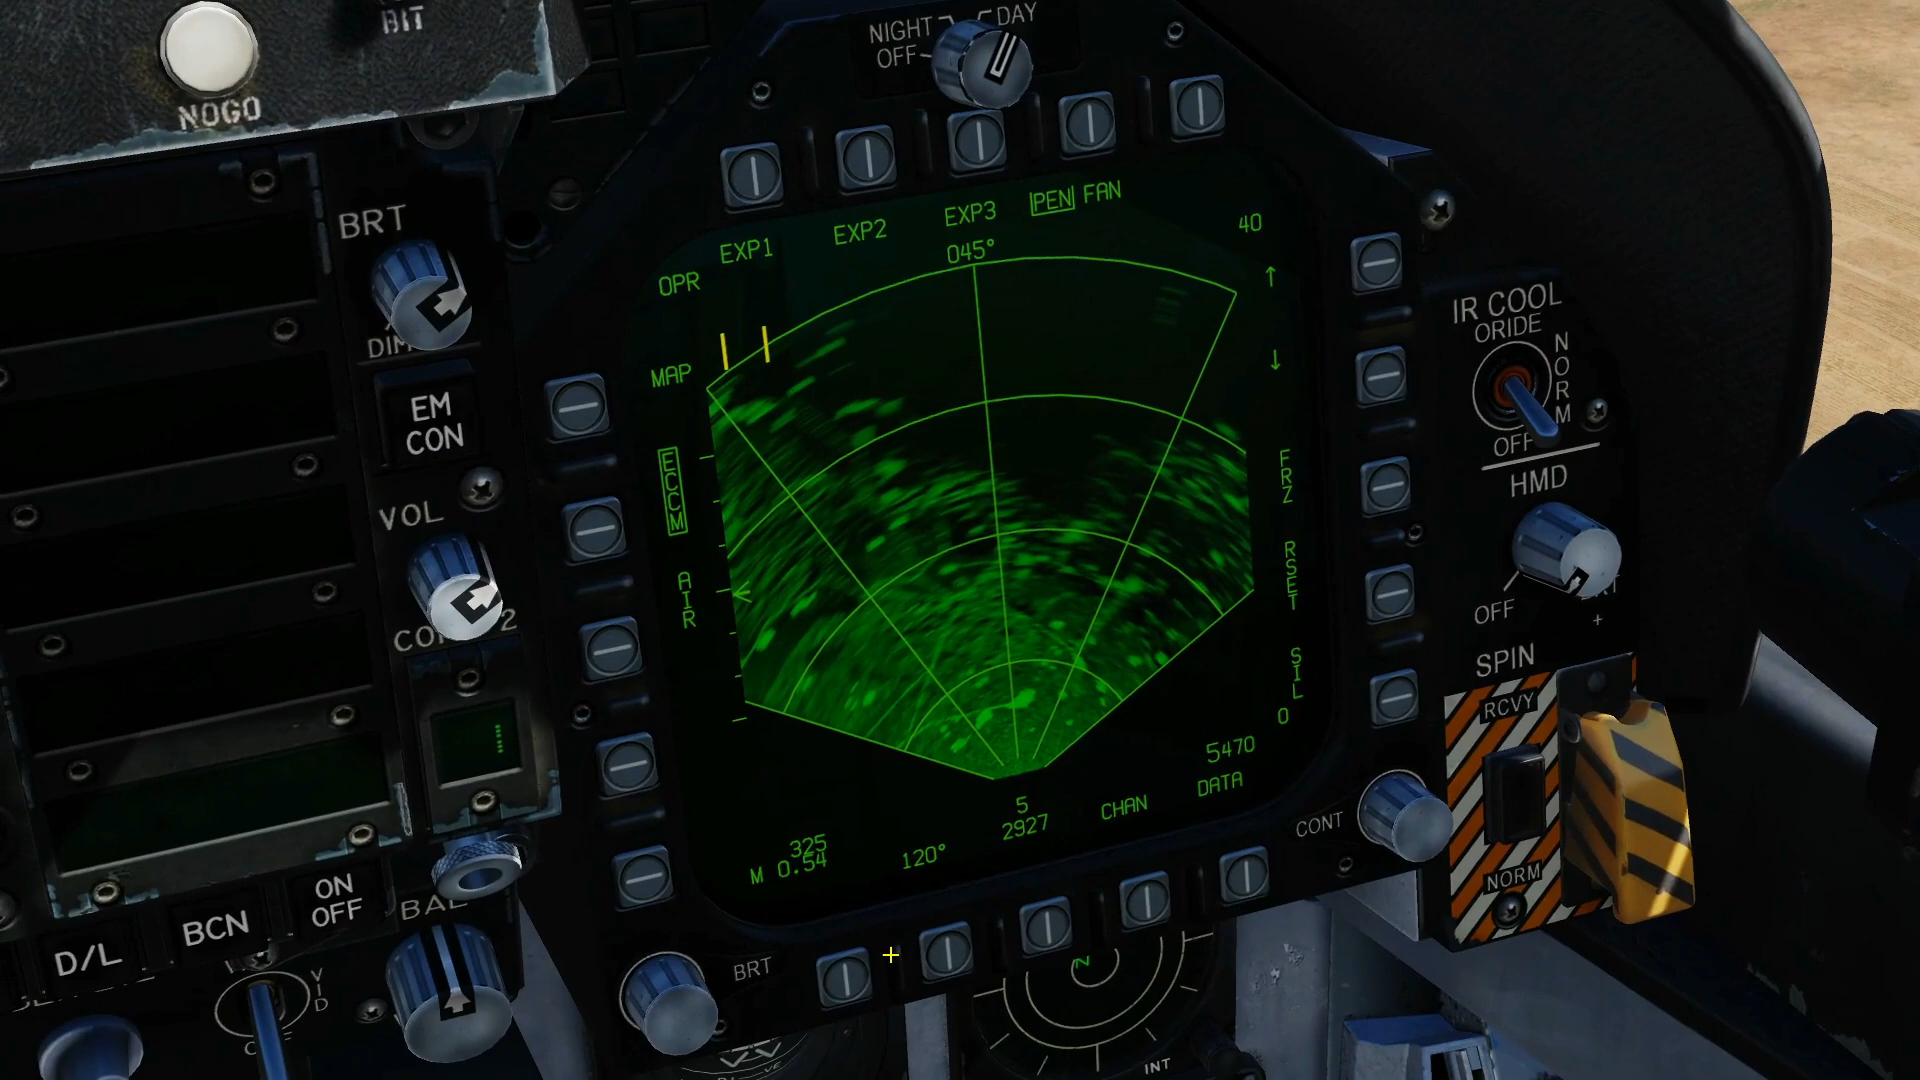 BIT
NOGO
NIGHT
DAY
OFF
BRT
DIM
EM
CON
VOL
D/L
BCN
ON
OFF
BRT
CONT
EXP1
EXP2
EXP3
PEN
FAN
045°
40
OPR
MAP
ECCM
AIR
FRZ
RSET
SIL
0
5470
DATA
CHAN
5
2927
120°
325
M 0.54
IR COOL
ORIDE
NORM
OFF
HMD
OFF
SPIN
RCVY
NORM
N
INT